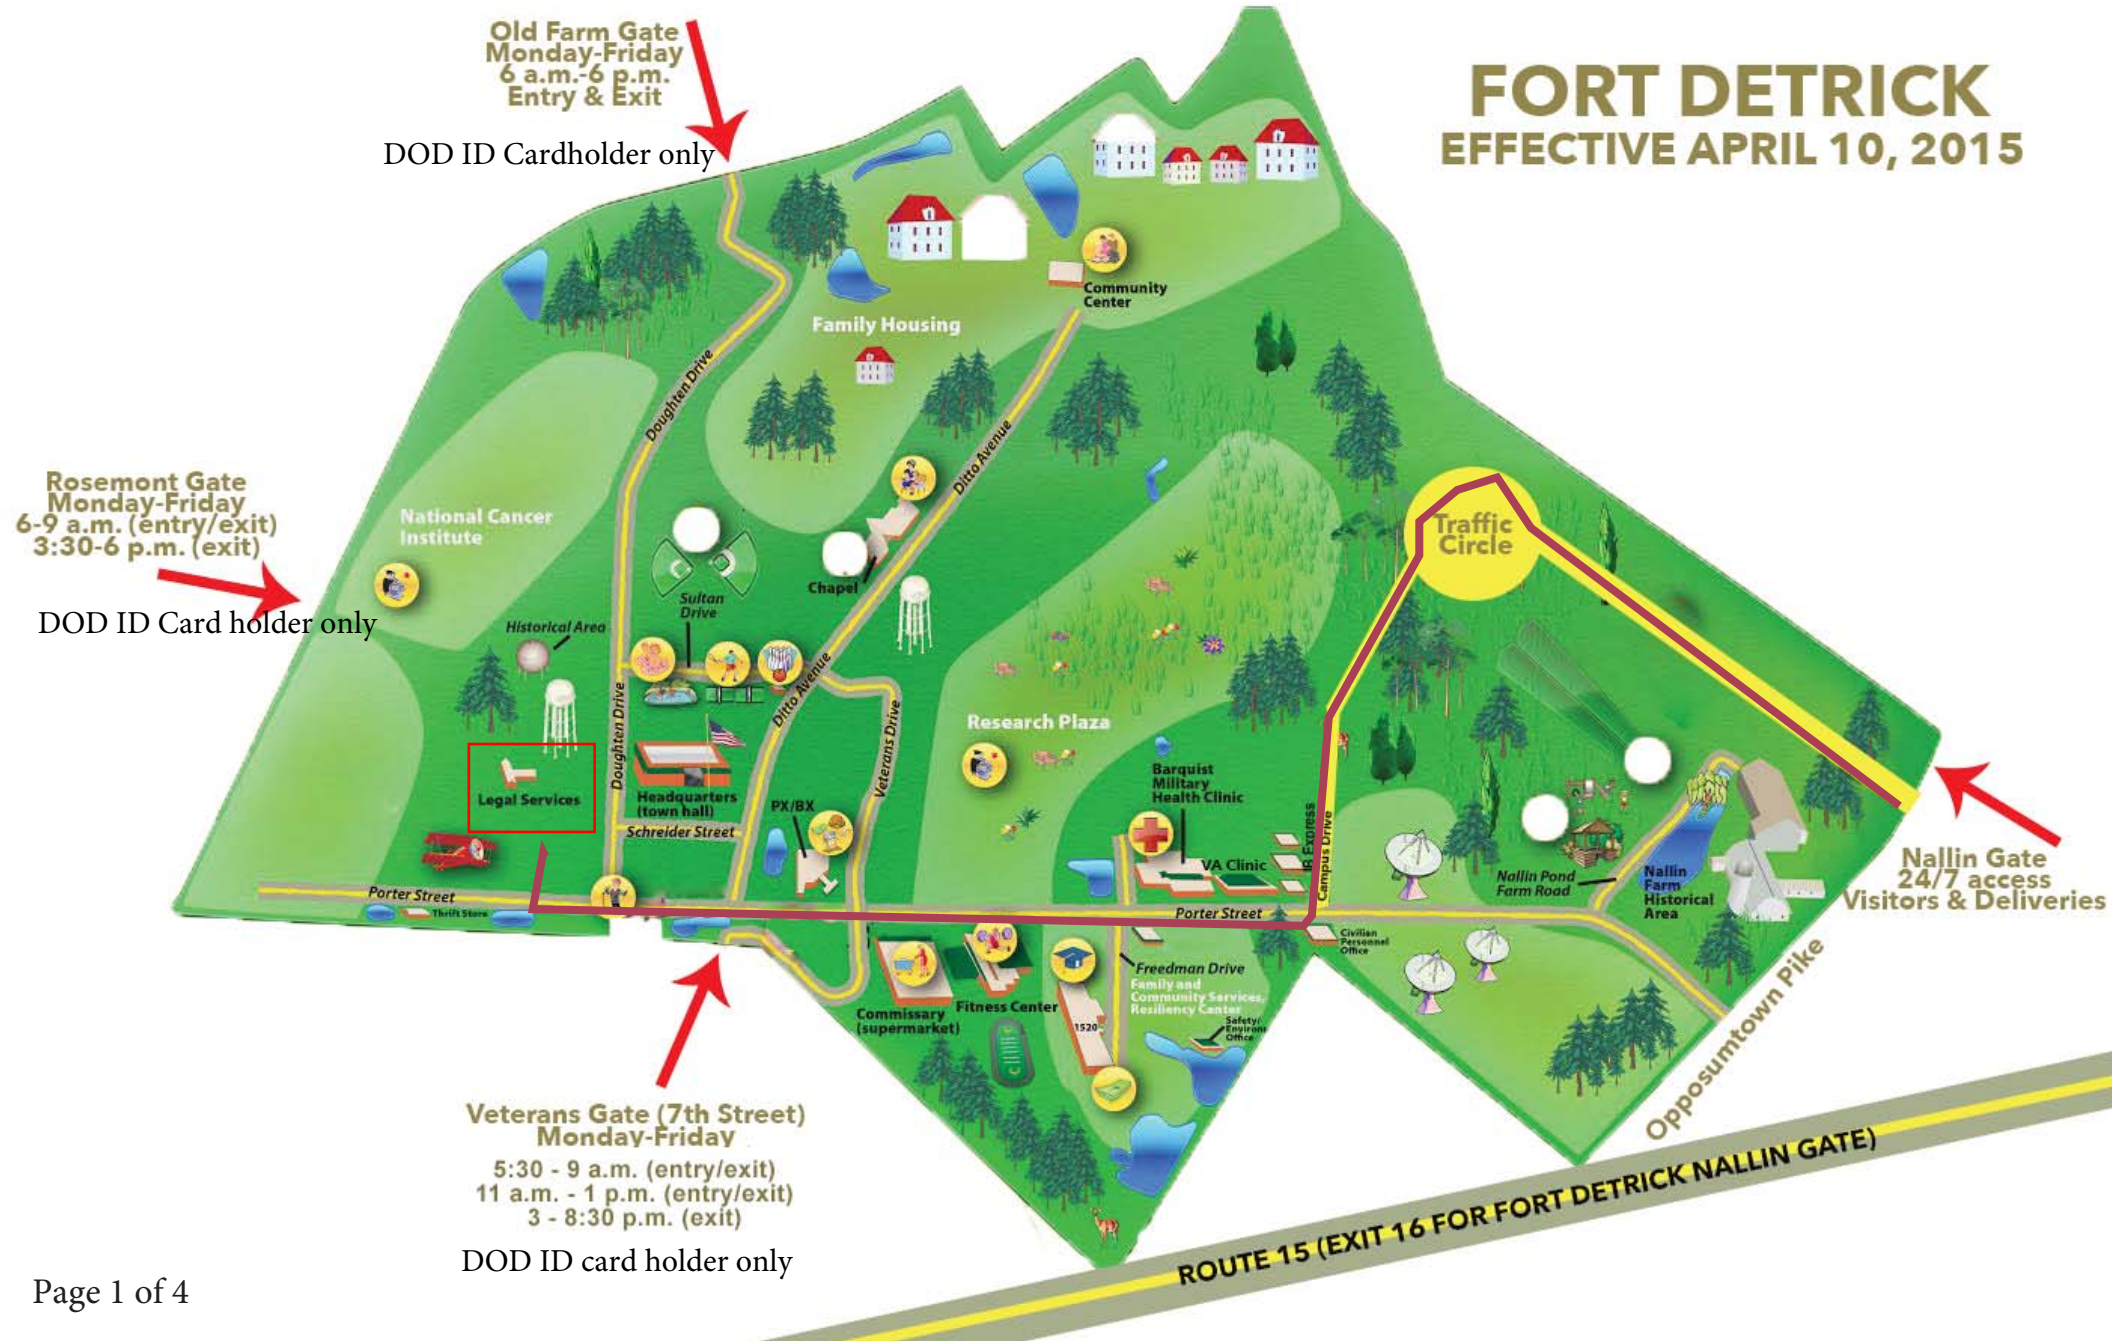 Old Farm Gate
Monday-Friday
6 a.m.-6 p.m.
Entry & Exit
DOD ID Cardholder only
FORT DETRICK
EFFECTIVE APRIL 10, 2015
Community
Center
Family Housing
Doughten Drive
Ditto Avenue
Rosemont Gate
Monday-Friday
6-9 a.m. (entry/exit)
3:30-6 p.m. (exit)
DOD ID Card holder only
National Cancer
Institute
Traffic
Circle
Chapel
Sultan
Drive
Historical Area
Doughten Drive
Ditto Avenue
Veterans Drive
Research Plaza
Legal Services
Headquarters
(town hall)
Schreider Street
PX/BX
Barquist
Military
Health Clinic
VA Clinic
Express
Campus Drive
Nallin Pond
Farm Road
Nallin
Farm
Historical
Area
Nallin Gate
24/7 access
Visitors & Deliveries
Porter Street
Thrift Store
Porter Street
Civilian
Personnel
Office
Freedman Drive
Family and
Community Services,
Resiliency Center
Safety/
Environ
Office
Commissary
(supermarket)
Fitness Center
1520
Opposumtown Pike
Veterans Gate (7th Street)
Monday-Friday
5:30 - 9 a.m. (entry/exit)
11 a.m. - 1 p.m. (entry/exit)
3 - 8:30 p.m. (exit)
DOD ID card holder only
ROUTE 15 (EXIT 16 FOR FORT DETRICK NALLIN GATE)
Page 1 of 4